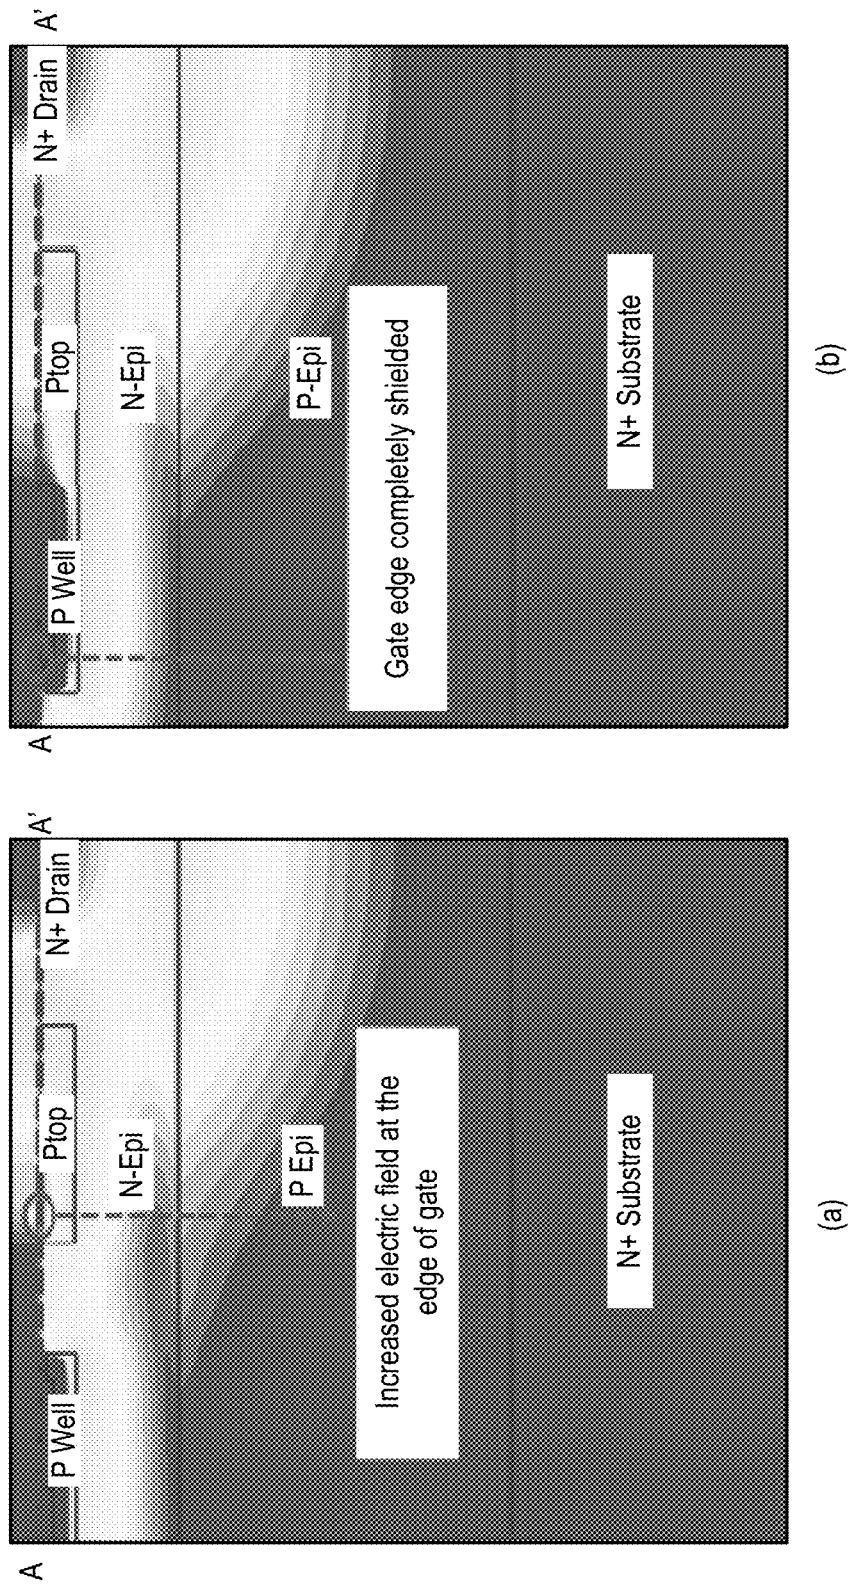 A
A'
P Well
Ptop
N+ Drain
N-Epi
P Epi
Increased electric field at the
edge of gate
N+ Substrate
(a)
A
A'
P Well
Ptop
N+ Drain
N-Epi
P-Epi
Gate edge completely shielded
N+ Substrate
(b)